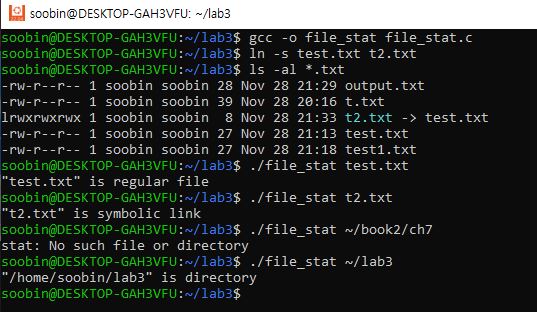 soobin@DESKTOP-GAH3VFU: ~/lab3
soobin@DESKTOP-GAH3VFU:~/lab3$ gcc -o file_stat file_stat.c
soobin@DESKTOP-GAH3VFU:~/lab3$ ln -s test.txt t2.txt
soobin@DESKTOP-GAH3VFU:~/lab3$ ls -al *.txt
-rw-r--r-- 1 soobin soobin 28 Nov 28 21:29 output.txt
-rw-r--r-- 1 soobin soobin 39 Nov 28 20:16 t.txt
lrwxrwxrwx 1 soobin soobin  8 Nov 28 21:33 t2.txt -> test.txt
-rw-r--r-- 1 soobin soobin 27 Nov 28 21:13 test.txt
-rw-r--r-- 1 soobin soobin 27 Nov 28 21:18 test1.txt
soobin@DESKTOP-GAH3VFU:~/lab3$ ./file_stat test.txt
"test.txt" is regular file
soobin@DESKTOP-GAH3VFU:~/lab3$ ./file_stat t2.txt
"t2.txt" is symbolic link
soobin@DESKTOP-GAH3VFU:~/lab3$ ./file_stat ~/book2/ch7
stat: No such file or directory
soobin@DESKTOP-GAH3VFU:~/lab3$ ./file_stat ~/lab3
"/home/soobin/lab3" is directory
soobin@DESKTOP-GAH3VFU:~/lab3$